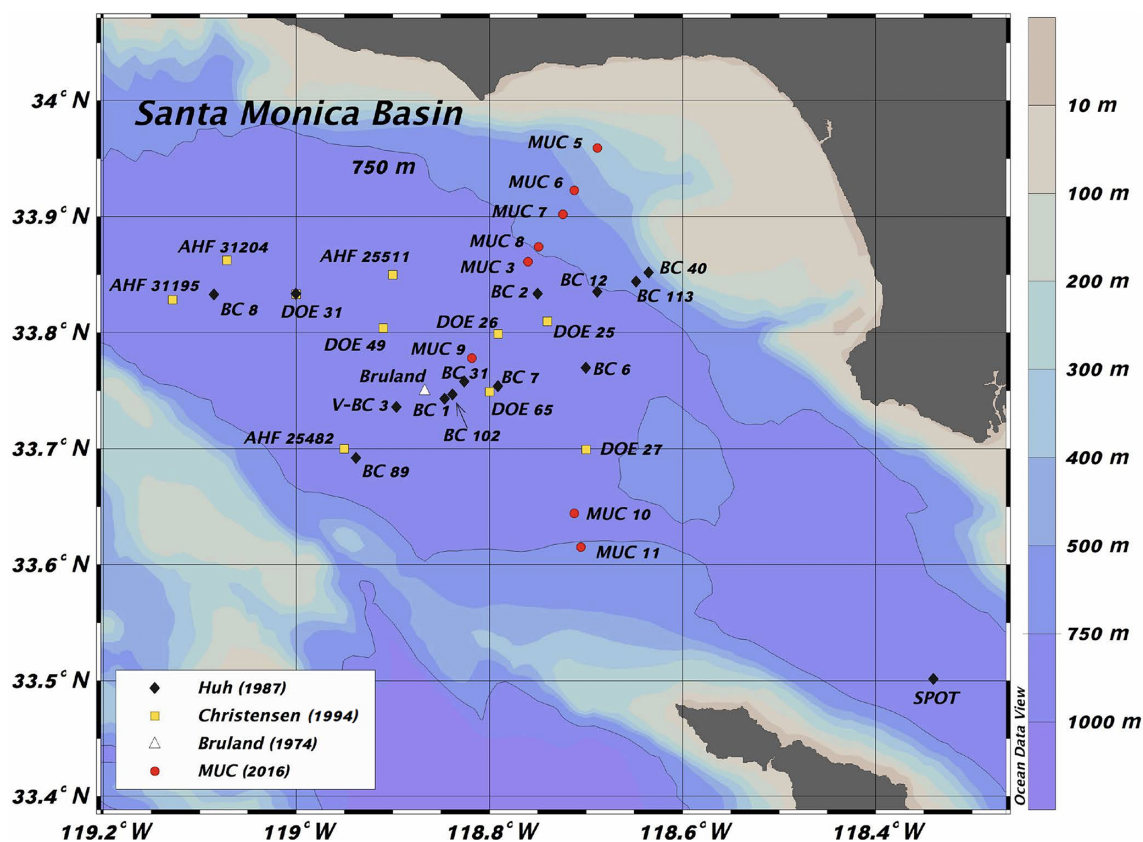 Santa Monica Basin
34° N
33.9° N
33.8° N
33.7° N
33.6° N
33.5° N
33.4° N
119.2° W
119° W
118.8° W
118.6° W
118.4° W
750 m
MUC 5
MUC 6
MUC 7
MUC 8
MUC 3
AHF 31204
AHF 25511
AHF 31195
BC 8
DOE 31
BC 2
BC 12
BC 40
BC 113
DOE 26
DOE 25
DOE 49
MUC 9
BC 31
BC 7
BC 6
Bruland
V-BC 3
BC 1
DOE 65
BC 102
AHF 25482
BC 89
DOE 27
MUC 10
MUC 11
SPOT
Huh (1987)
Christensen (1994)
Bruland (1974)
MUC (2016)
Ocean Data View
10 m
100 m
200 m
300 m
400 m
500 m
750 m
1000 m